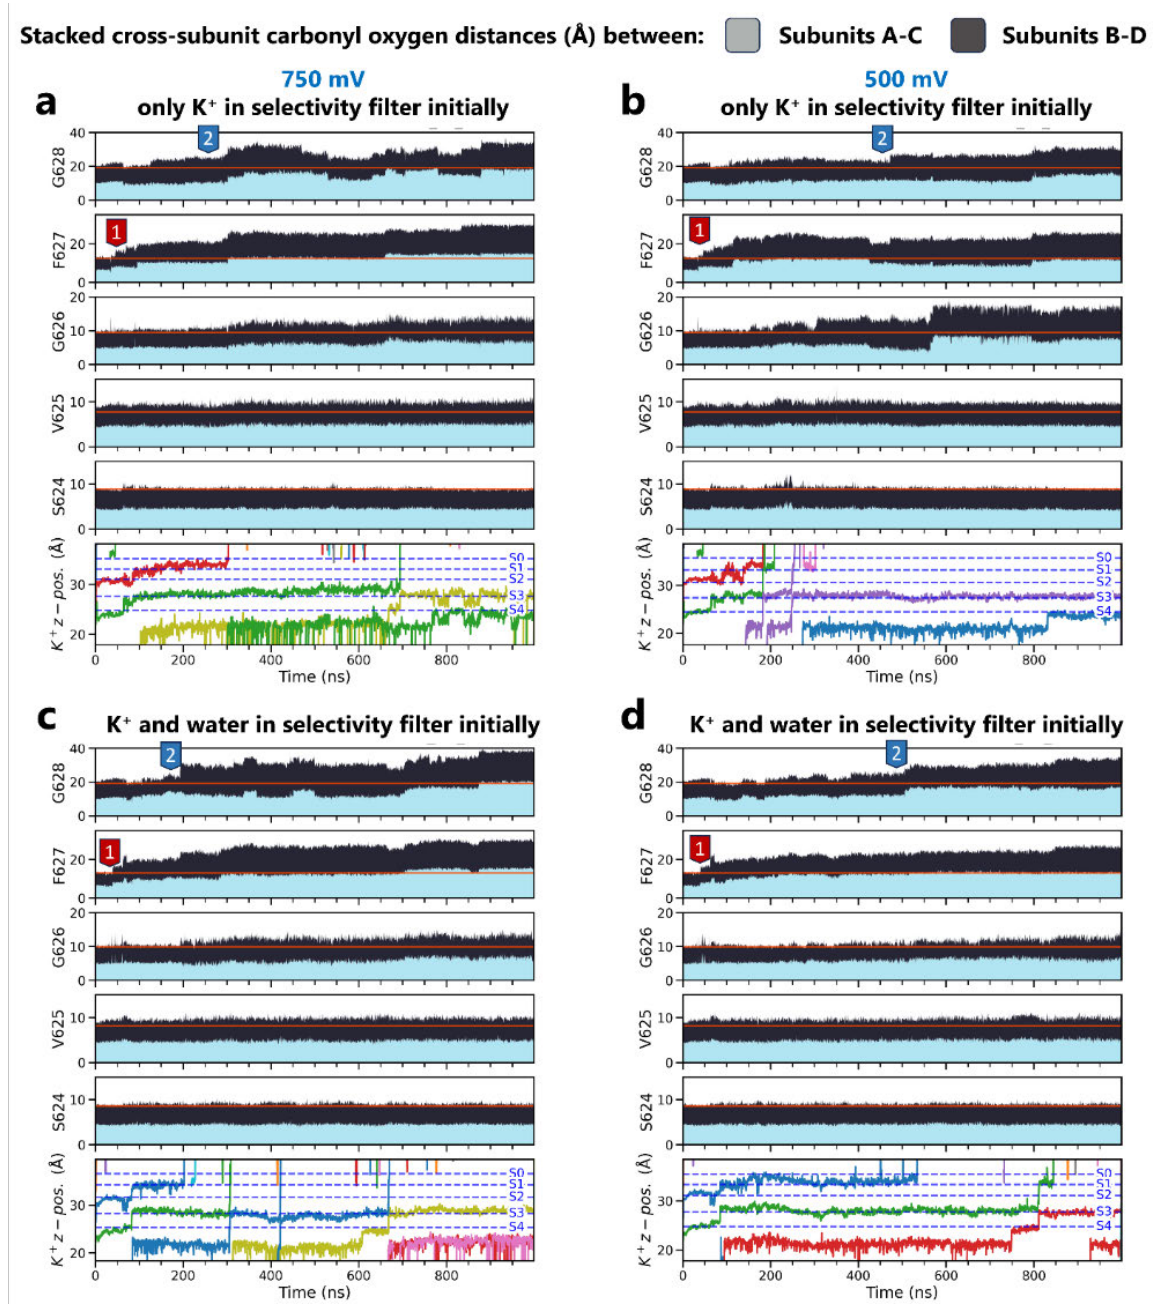 Stacked cross-subunit carbonyl oxygen distances (Å) between: Subunits A-C Subunits B-D
a
750 mV
only K⁺ in selectivity filter initially
2
G628
40
20
0
1
F627
20
0
G626
20
10
0
V625
10
0
S624
10
0
K⁺ z − pos. (Å)
30
20
S0
S1
S2
S3
S4
0 200 400 600 800
Time (ns)
b
500 mV
only K⁺ in selectivity filter initially
2
G628
40
20
0
1
F627
20
0
G626
20
10
0
V625
10
0
S624
10
0
K⁺ z − pos. (Å)
30
20
S0
S1
S2
S3
S4
0 200 400 600 800
Time (ns)
c
K⁺ and water in selectivity filter initially
2
G628
40
20
0
1
F627
20
0
G626
20
10
0
V625
10
0
S624
10
0
K⁺ z − pos. (Å)
30
20
S0
S1
S2
S3
S4
0 200 400 600 800
Time (ns)
d
K⁺ and water in selectivity filter initially
2
G628
40
20
0
1
F627
20
0
G626
20
10
0
V625
10
0
S624
10
0
K⁺ z − pos. (Å)
30
20
S0
S1
S2
S3
S4
0 200 400 600 800
Time (ns)